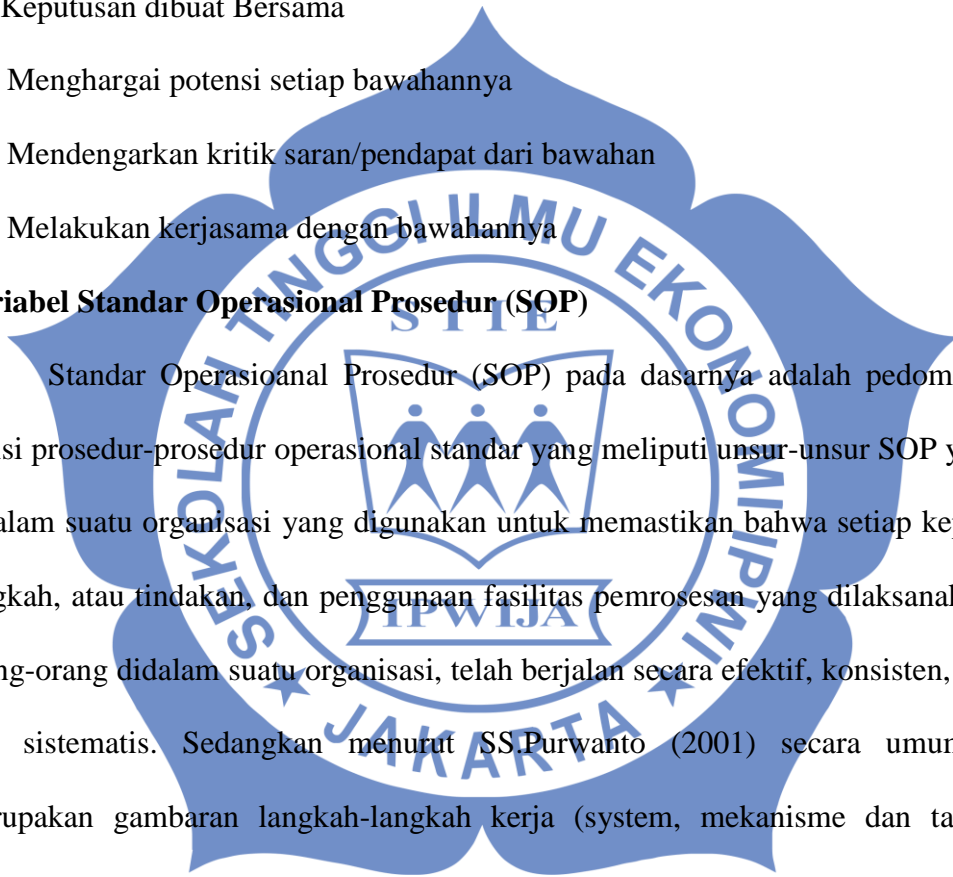 Keputusan dibuat Bersama
Menghargai potensi setiap bawahannya
Mendengarkan kritik saran/pendapat dari bawahan
Melakukan kerjasama dengan bawahannya
riabel Standar Operasional Prosedur (SOP)
Standar Operasioanal Prosedur (SOP) pada dasarnya adalah pedom
si prosedur-prosedur operasional standar yang meliputi unsur-unsur SOP y
alam suatu organisasi yang digunakan untuk memastikan bahwa setiap kep
gkah, atau tindakan, dan penggunaan fasilitas pemrosesan yang dilaksanak
ng-orang didalam suatu organisasi, telah berjalan secara efektif, konsisten,
sistematis. Sedangkan menurut SS.Purwanto (2001) secara umum
rupakan gambaran langkah-langkah kerja (system, mekanisme dan ta
SEKOLAH TINGGI ILMU EKONOMI IPWI
STIE
IPWIJA
JAKARTA